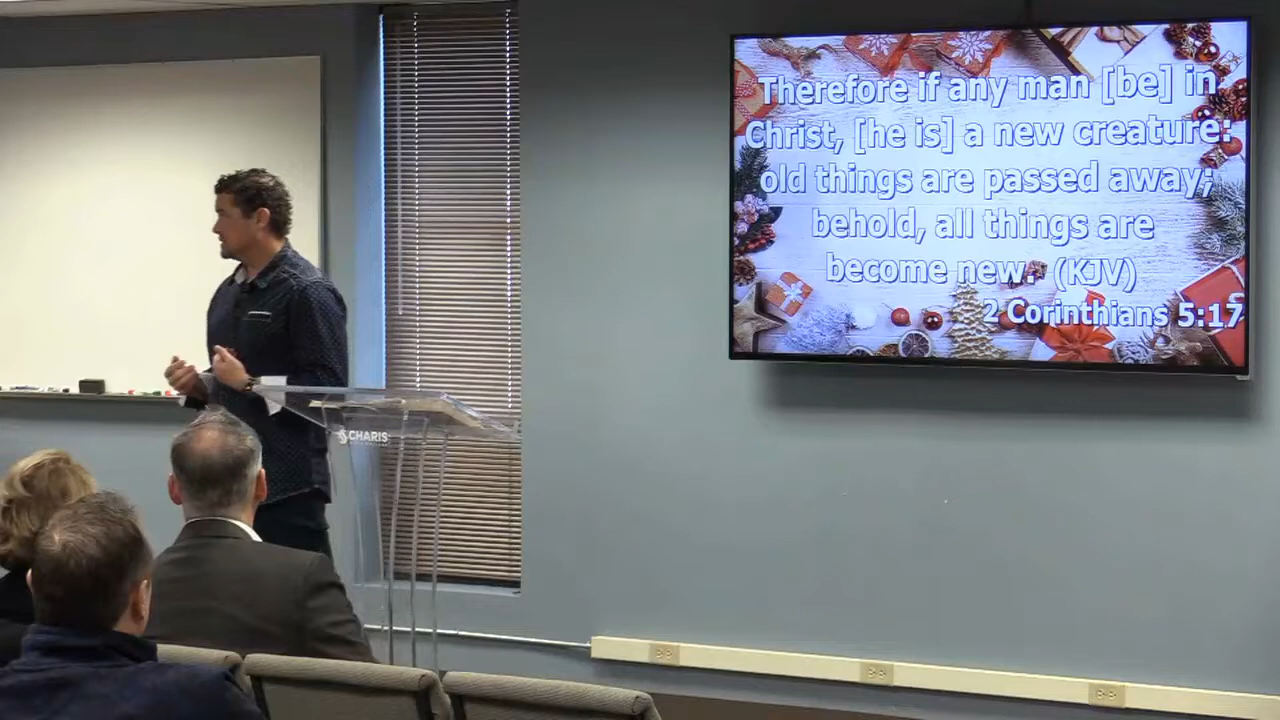 Therefore if any man [be] in
Christ, [he is] a new creature:
old things are passed away;
behold, all things are
become new. (KJV)
2 Corinthians 5:17
CHARIS